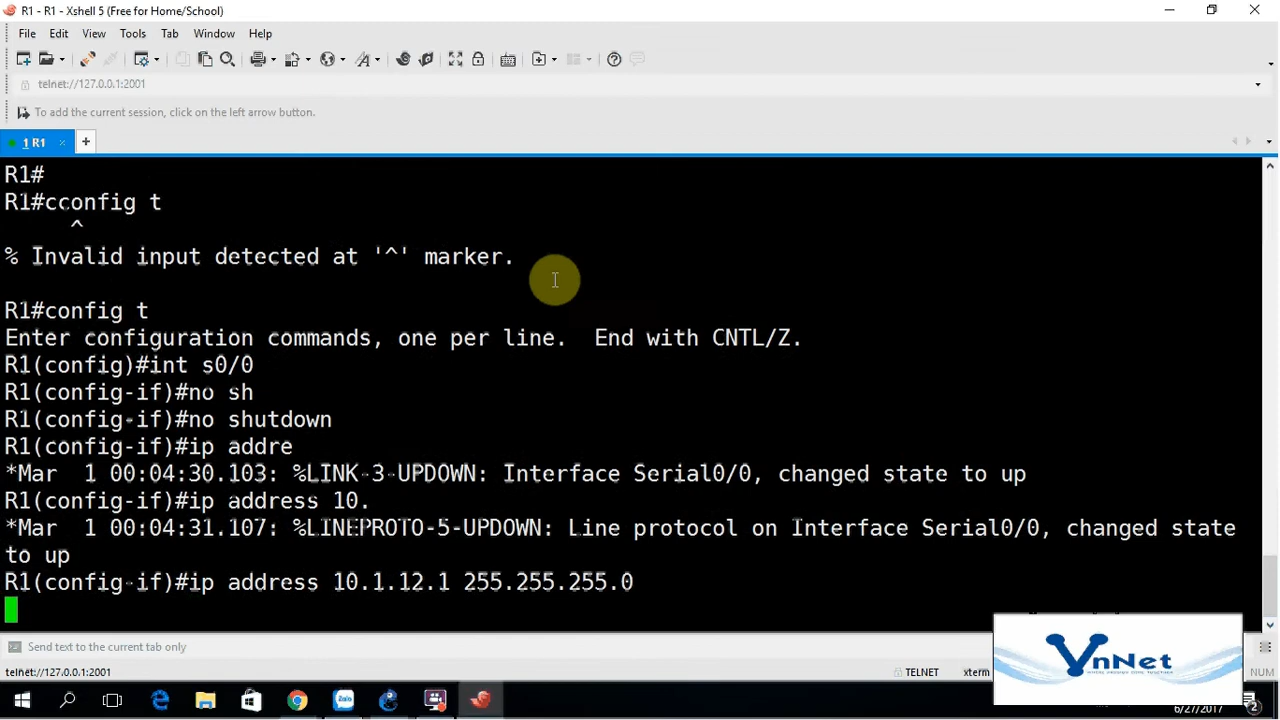 R1 - R1 - Xshell 5 (Free for Home/School)
File Edit View Tools Tab Window Help
telnet://127.0.0.1:2001
To add the current session, click on the left arrow button.
1 R1
R1#
R1#cconfig t
^
% Invalid input detected at '^' marker.
R1#config t
Enter configuration commands, one per line.  End with CNTL/Z.
R1(config)#int s0/0
R1(config-if)#no sh
R1(config-if)#no shutdown
R1(config-if)#ip addre
*Mar  1 00:04:30.103: %LINK-3-UPDOWN: Interface Serial0/0, changed state to up
R1(config-if)#ip address 10.
*Mar  1 00:04:31.107: %LINEPROTO-5-UPDOWN: Line protocol on Interface Serial0/0, changed state
to up
R1(config-if)#ip address 10.1.12.1 255.255.255.0
Send text to the current tab only
telnet://127.0.0.1:2001 TELNET xterm NUM
VnNet
Zalo
6/27/2017 2